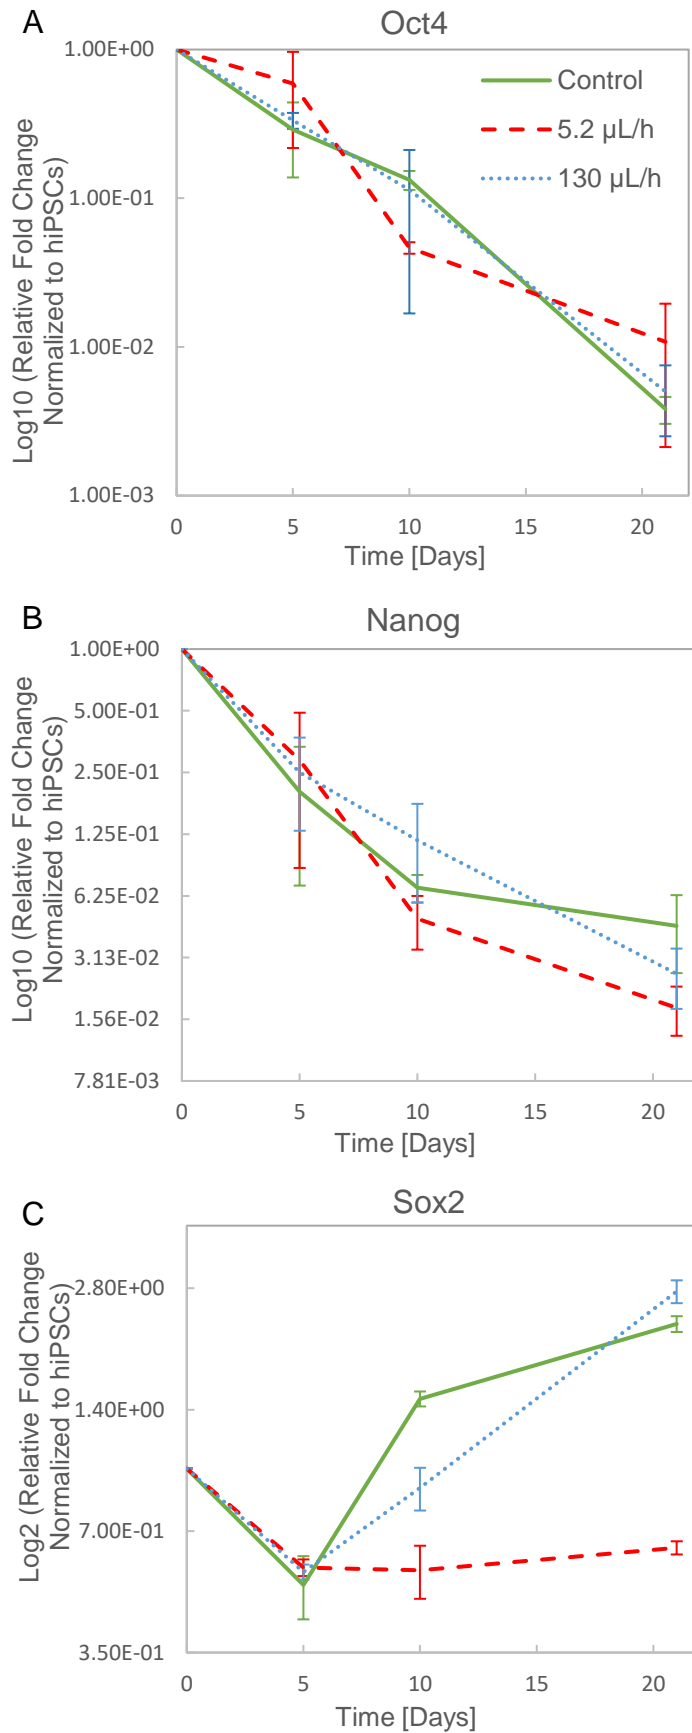 A
Oct4
1.00E+00
1.00E-01
1.00E-02
1.00E-03
Log10 (Relative Fold Change
Normalized to hiPSCs)
Control
5.2 µL/h
130 µL/h
0 5 10 15 20
Time [Days]
B
Nanog
1.00E+00
5.00E-01
2.50E-01
1.25E-01
6.25E-02
3.13E-02
1.56E-02
7.81E-03
Log10 (Relative Fold Change
Normalized to hiPSCs)
0 5 10 15 20
Time [Days]
C
Sox2
2.80E+00
1.40E+00
7.00E-01
3.50E-01
Log2 (Relative Fold Change
Normalized to hiPSCs)
0 5 10 15 20
Time [Days]